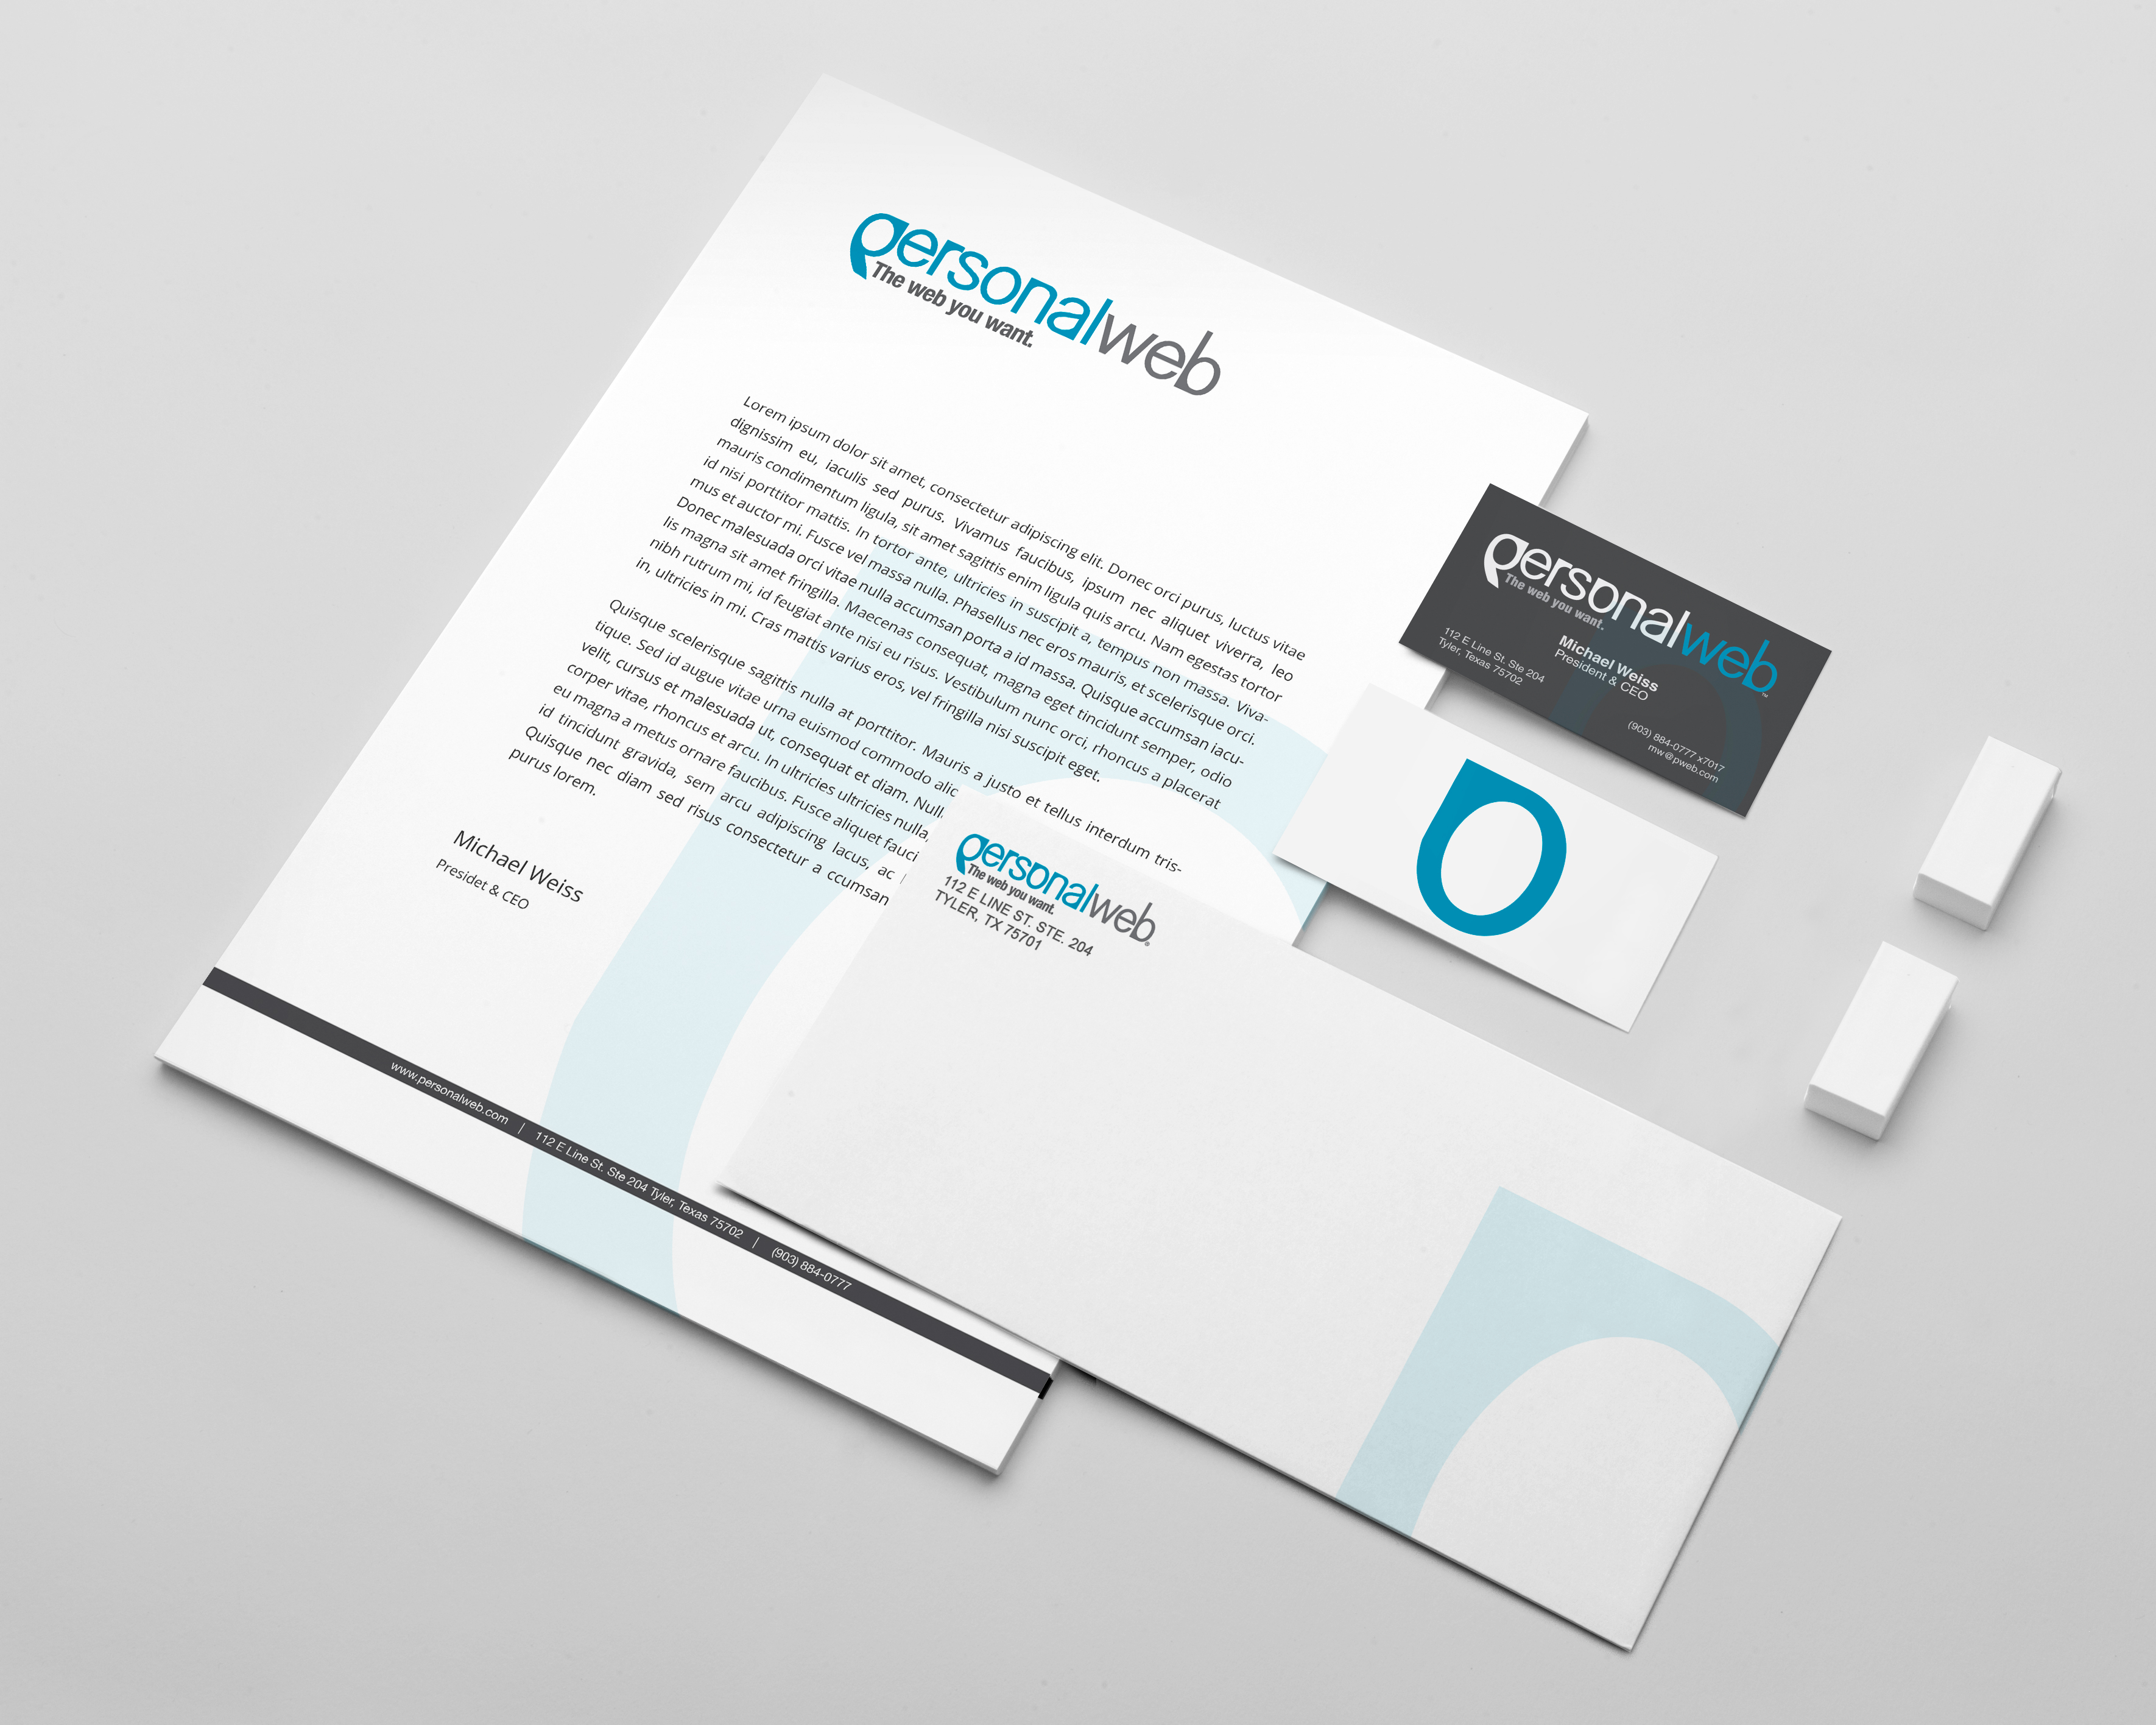 personalweb
The web you want.
Lorem ipsum dolor sit amet, consectetur adipiscing elit. Donec orci purus, luctus vitae
dignissim eu, iaculis sed purus. Vivamus faucibus, ipsum nec aliquet viverra, leo
mauris condimentum ligula, sit amet sagittis enim ligula quis arcu. Nam egestas tortor
id nisi porttitor mattis. In tortor ante, ultricies in suscipit a, tempus non massa. Viva-
mus et auctor mi. Fusce vel massa nulla. Phasellus nec eros mauris, et scelerisque orci.
Donec malesuada orci vitae nulla accumsan porta a id massa. Quisque accumsan iacu-
lis magna sit amet fringilla. Maecenas consequat, magna eget tincidunt semper, odio
nibh rutrum mi, id feugiat ante nisi eu risus. Vestibulum nunc orci, rhoncus a placerat
in, ultricies in mi. Cras mattis varius eros, vel fringilla nisi suscipit eget.
Quisque scelerisque sagittis nulla at porttitor. Mauris a justo et tellus interdum tris-
tique. Sed id augue vitae urna euismod commodo alic
velit, cursus et malesuada ut, consequat et diam. Null
corper vitae, rhoncus et arcu. In ultricies ultricies nulla,
eu magna a metus ornare faucibus. Fusce aliquet fauci
id tincidunt gravida, sem arcu adipiscing lacus, ac
Quisque nec diam sed risus consectetur a ccumsan
purus lorem.
Michael Weiss
Presidet & CEO
www.personalweb.com | 112 E Line St. Ste 204 Tyler, Texas 75702 | (903) 884-0777
personalweb™
The web you want.
Michael Weiss
President & CEO
112 E Line St. Ste 204
Tyler, Texas 75702
(903) 884-0777 x7017
mw@pweb.com
personalweb®
The web you want.
112 E LINE ST. STE. 204
TYLER, TX 75701